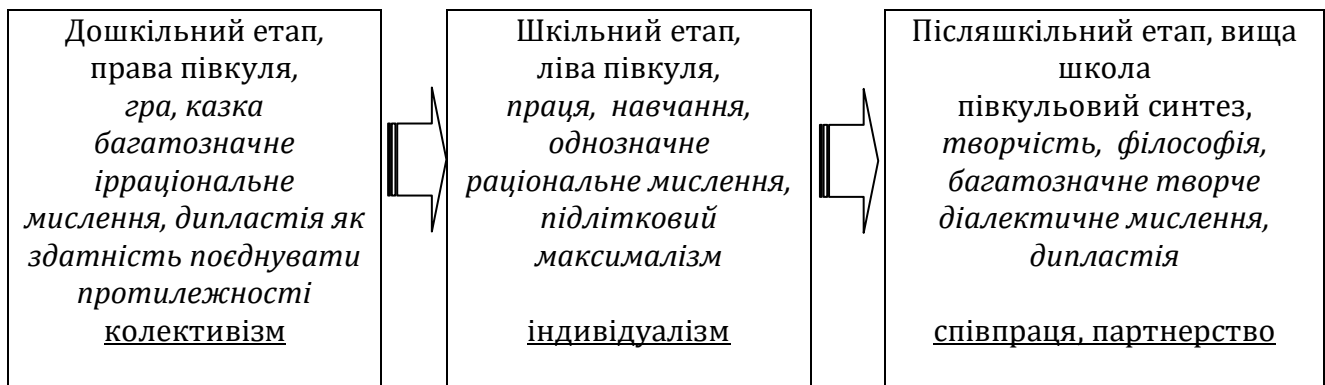 Дошкільний етап,
права півкуля,
гра, казка
багатозначне
ірраціональне
мислення, дипластія як
здатність поєднувати
протилежності
колективізм
Шкільний етап,
ліва півкуля,
праця, навчання,
однозначне
раціональне мислення,
підлітковий
максималізм
індивідуалізм
Післяшкільний етап, вища
школа
півкульовий синтез,
творчість, філософія,
багатозначне творче
діалектичне мислення,
дипластія
співпраця, партнерство